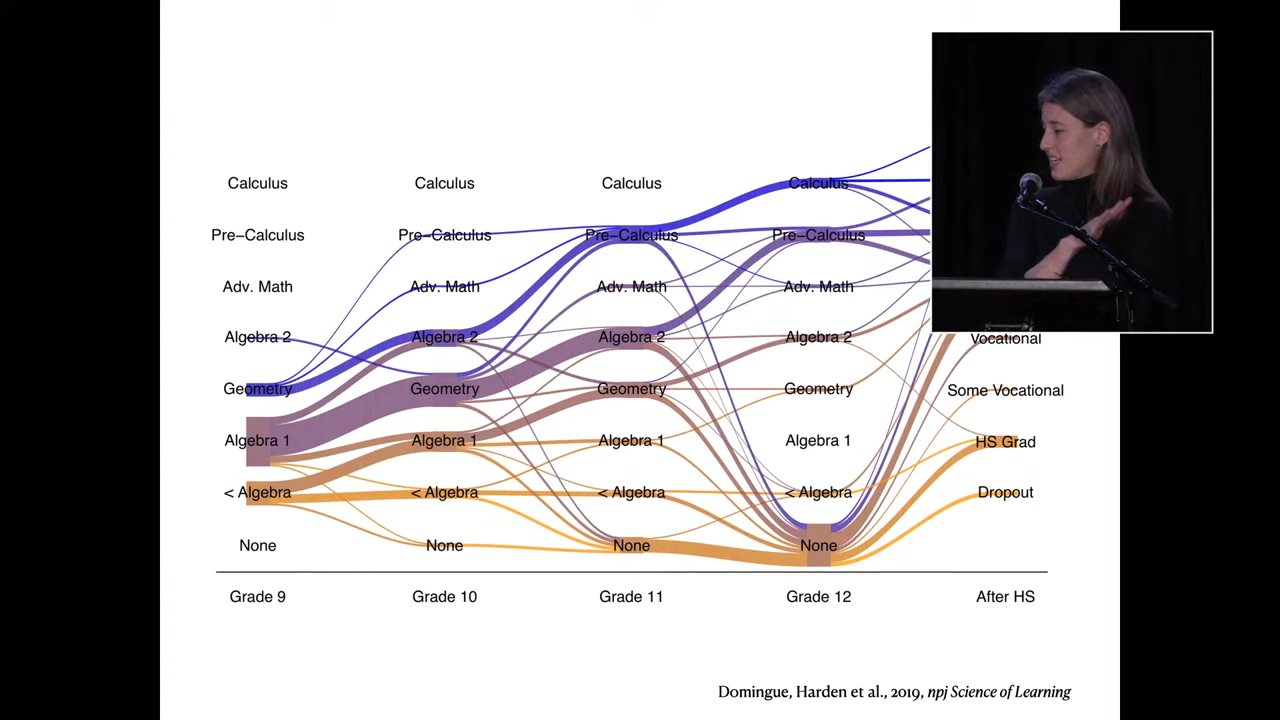 Calculus Calculus Calculus Calculus
Pre-Calculus Pre-Calculus Pre-Calculus Pre-Calculus
Adv. Math Adv. Math Adv. Math Adv. Math
Algebra 2 Algebra 2 Algebra 2 Algebra 2 Vocational
Geometry Geometry Geometry Geometry Some Vocational
Algebra 1 Algebra 1 Algebra 1 Algebra 1 HS Grad
< Algebra < Algebra < Algebra < Algebra Dropout
None None None None
Grade 9 Grade 10 Grade 11 Grade 12 After HS
Domingue, Harden et al., 2019, npj Science of Learning